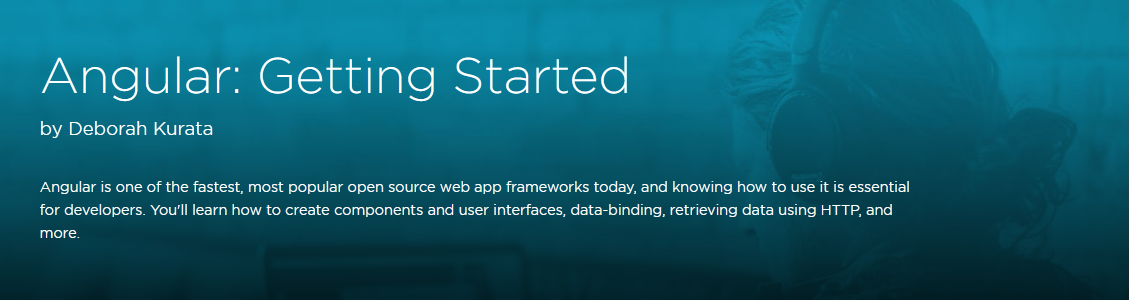 Angular: Getting Started
by Deborah Kurata
Angular is one of the fastest, most popular open source web app frameworks today, and knowing how to use it is essential
for developers. You'll learn how to create components and user interfaces, data-binding, retrieving data using HTTP, and
more.